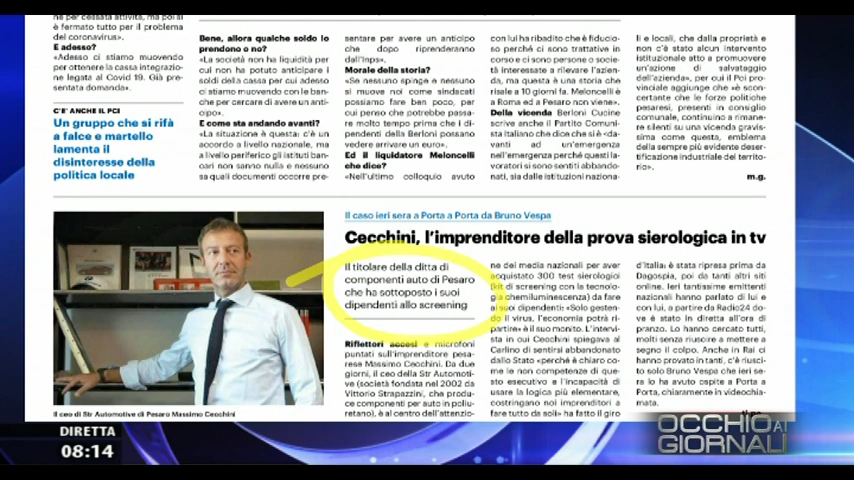 ne per cessata attività, ma poi si
è fermato tutto per il problema
del coronavirus».
E adesso?
«Adesso ci stiamo muovendo
per ottenere la cassa integrazio-
ne legata al Covid 19. Già pre-
sentata domanda».
C'E' ANCHE IL PCI
Un gruppo che si rifà
a falce e martello
lamenta il
disinteresse della
politica locale
Bene, allora qualche soldo lo
prendono o no?
«La società non ha liquidità per
cui non ha potuto anticipare i
soldi della cassa per cui adesso
ci stiamo muovendo con le ban-
che per cercare di avere un anti-
cipo».
E come sta andando avanti?
«La situazione è questa: c'è un
accordo a livello nazionale, ma
a livello periferico gli istituti ban-
cari non sanno nulla e nessuno
sa quali documenti occorre pre-
sentare per avere un anticipo
che dopo riprenderanno
dall'Inps».
Morale della storia?
«Se nessuno spinge e nessuno
si muove noi come sindacati
possiamo fare ben poco, per
cui penso che potrebbe passa-
re molto tempo prima che i di-
pendenti della Berloni possano
vedere arrivare un euro».
Ed il liquidatore Meloncelli
che dice?
«Nell'ultimo colloquio avuto
con lui ha ribadito che è fiducio-
so perché ci sono trattative in
corso e ci sono persone o socie-
tà interessate a rilevare l'azien-
da, ma questa è una storia che
risale a 10 giorni fa. Meloncelli è
a Roma ed a Pesaro non viene».
Della vicenda Berloni Cucine
scrive anche il Partito Comuni-
sta Italiano che dice che si è «da-
vanti ad un'emergenza
nell'emergenza perché questi la-
voratori si sono sentiti abbando-
nati, sia dalle istituzioni naziona-
li e locali, che dalla proprietà e
non c'è stato alcun intervento
istituzionale atto a promuovere
un'azione di salvataggio
dell'azienda», per cui il Pci pro-
vinciale aggiunge che «è scon-
certante che le forze politiche
pesaresi, presenti in consiglio
comunale, continuino a rimane-
re silenti su una vicenda gravis-
sima come questa, emblema
della sempre più evidente deser-
tificazione industriale del territo-
rio».
m.g.
Il caso ieri sera a Porta a Porta da Bruno Vespa
Cecchini, l'imprenditore della prova sierologica in tv
Il titolare della ditta di
componenti auto di Pesaro
che ha sottoposto i suoi
dipendenti allo screening
Riflettori accesi e microfoni
puntati sull'imprenditore pesa-
rese Massimo Cecchini. Da due
giorni, il ceo della Str Automoti-
ve (società fondata nel 2002 da
Vittorio Strapazzini, che produ-
ce componenti per auto in poliu-
retano), è al centro dell'attenzio-
ne dei media nazionali per aver
acquistato 300 test sierologici
(kit di screening con la tecnolo-
gia chemiluminescenza) da fare
ai suoi dipendenti: «Solo gesten-
do il virus, l'economia potrà ri-
partire» è il suo monito. L'intervi-
sta in cui Cecchini spiegava al
Carlino di sentirsi abbandonato
dallo Stato «perché è chiaro co-
me le non competenze di que-
sto esecutivo e l'incapacità di
usare la logica più elementare,
costringano noi imprenditori a
fare tutto da soli» ha fatto il giro
d'Italia: è stata ripresa prima da
Dagospia, poi da tanti altri siti
online. Ieri tantissime emittenti
nazionali hanno parlato di lui e
con lui, a partire da Radio24 do-
ve è stato in diretta all'ora di
pranzo. Lo hanno cercato tutti,
molti senza riuscire a mettere a
segno il colpo. Anche in Rai ci
hanno provato in tanti, c'è riusci-
to solo Bruno Vespa che ieri se-
ra lo ha avuto ospite a Porta a
Porta, chiaramente in videochia-
mata.
Il ceo di Str Automotive di Pesaro Massimo Cecchini
DIRETTA
08:14
OCCHIO AI
GIORNALI